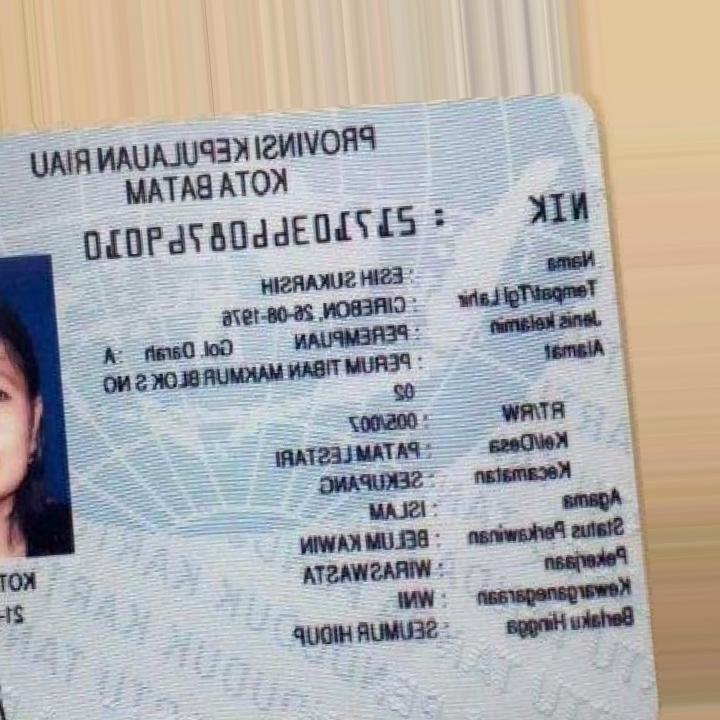 PROVINSI KEPULAUAN RIAU
KOTA BATAM
NIK : 2171036608769010
Nama : ESIH SUKARSIH
Tempat/Tgl Lahir : CIREBON, 26-08-1976
Jenis kelamin : PEREMPUAN Gol. Darah : A
Alamat : PERUM TIBAN MAKMUR BLOK S NO
02
RT/RW : 005/007
Kel/Desa : PATAM LESTARI
Kecamatan : SEKUPANG
Agama : ISLAM
Status Perkawinan : BELUM KAWIN
Pekerjaan : WIRASWASTA
Kewarganegaraan : WNI
Berlaku Hingga : SEUMUR HIDUP
KOT
21-